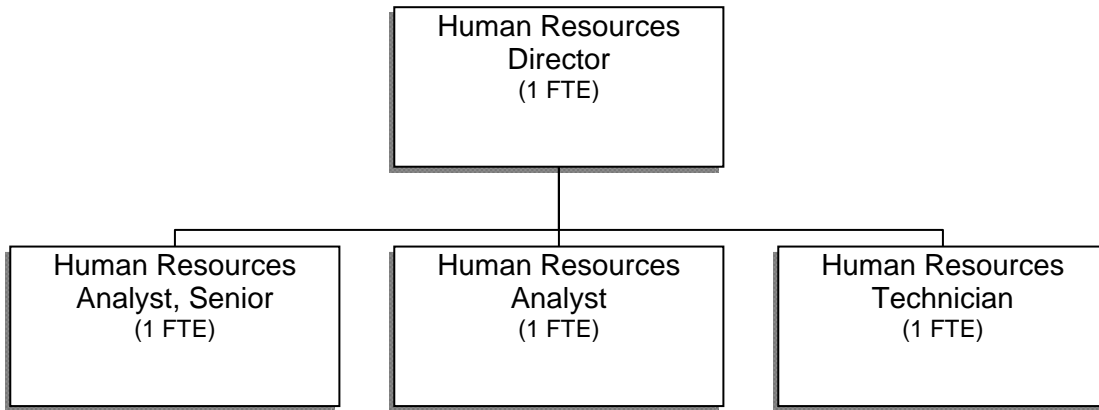 Human Resources
Director
(1 FTE)
Human Resources
Analyst, Senior
(1 FTE)
Human Resources
Analyst
(1 FTE)
Human Resources
Technician
(1 FTE)